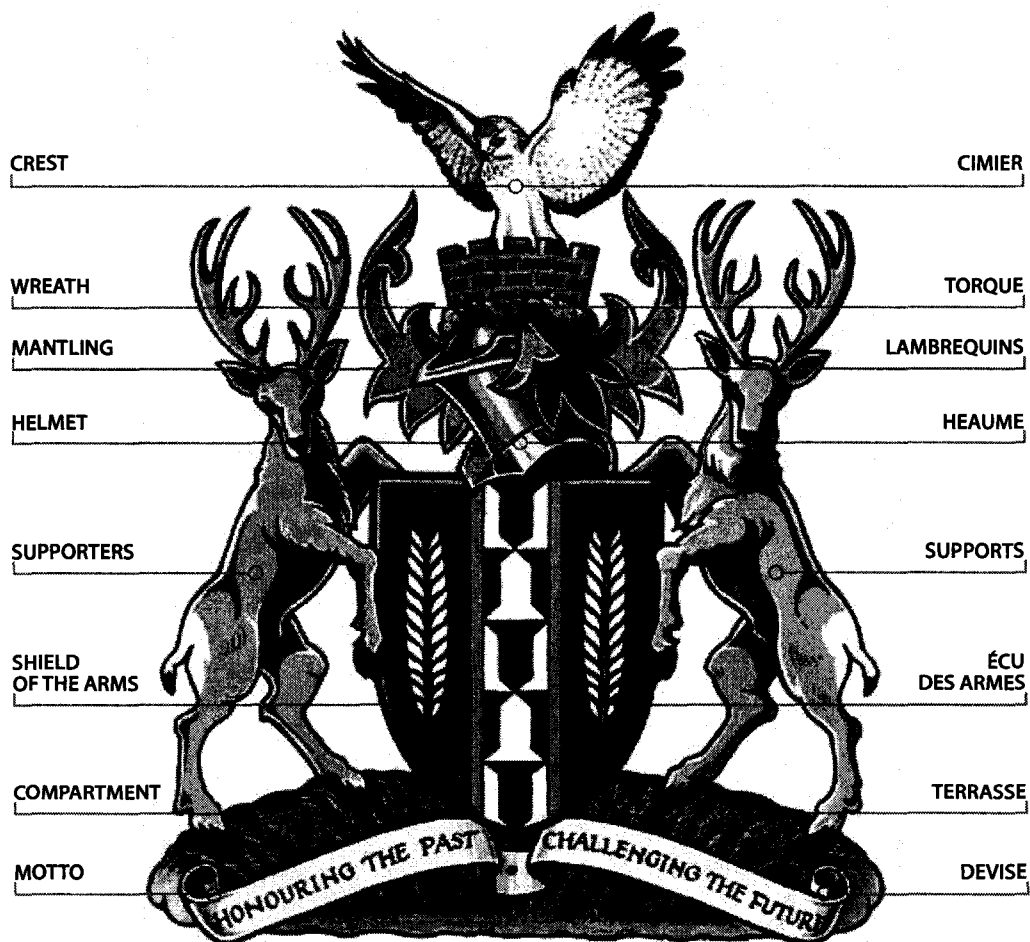 CREST
CIMIER
WREATH
TORQUE
MANTLING
LAMBREQUINS
HELMET
HEAUME
SUPPORTERS
SUPPORTS
SHIELD
OF THE ARMS
ÉCU
DES ARMES
COMPARTMENT
TERRASSE
HONOURING THE PAST
CHALLENGING THE FUTURE
MOTTO
DEVISE